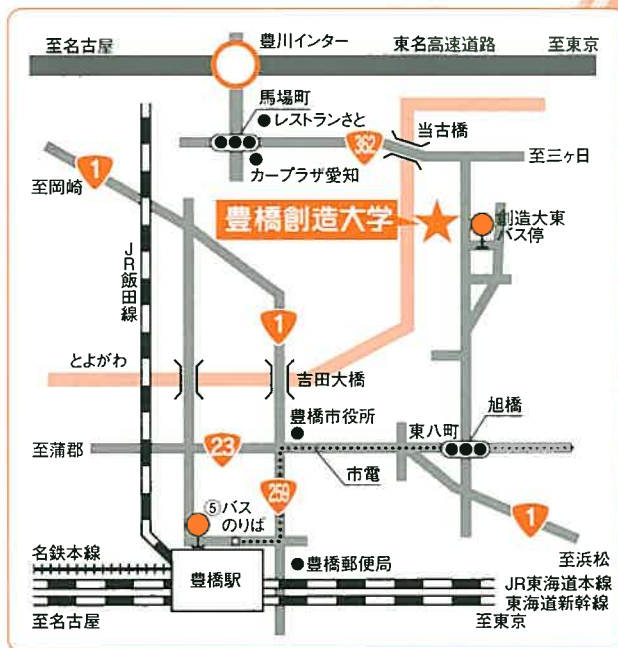 豊川インター
至名古屋
東名高速道路
至東京
馬場町
レストランさと
当古橋
362
至三ヶ日
1
カープラザ愛知
至岡崎
豊橋創造大学
創造大東
バス停
JR飯田線
1
とよがわ
吉田大橋
豊橋市役所
旭橋
東八町
至蒲郡
23
市電
259
⑤バス
のりば
1
名鉄本線
豊橋郵便局
至浜松
豊橋駅
JR東海道本線
東海道新幹線
至名古屋
至東京